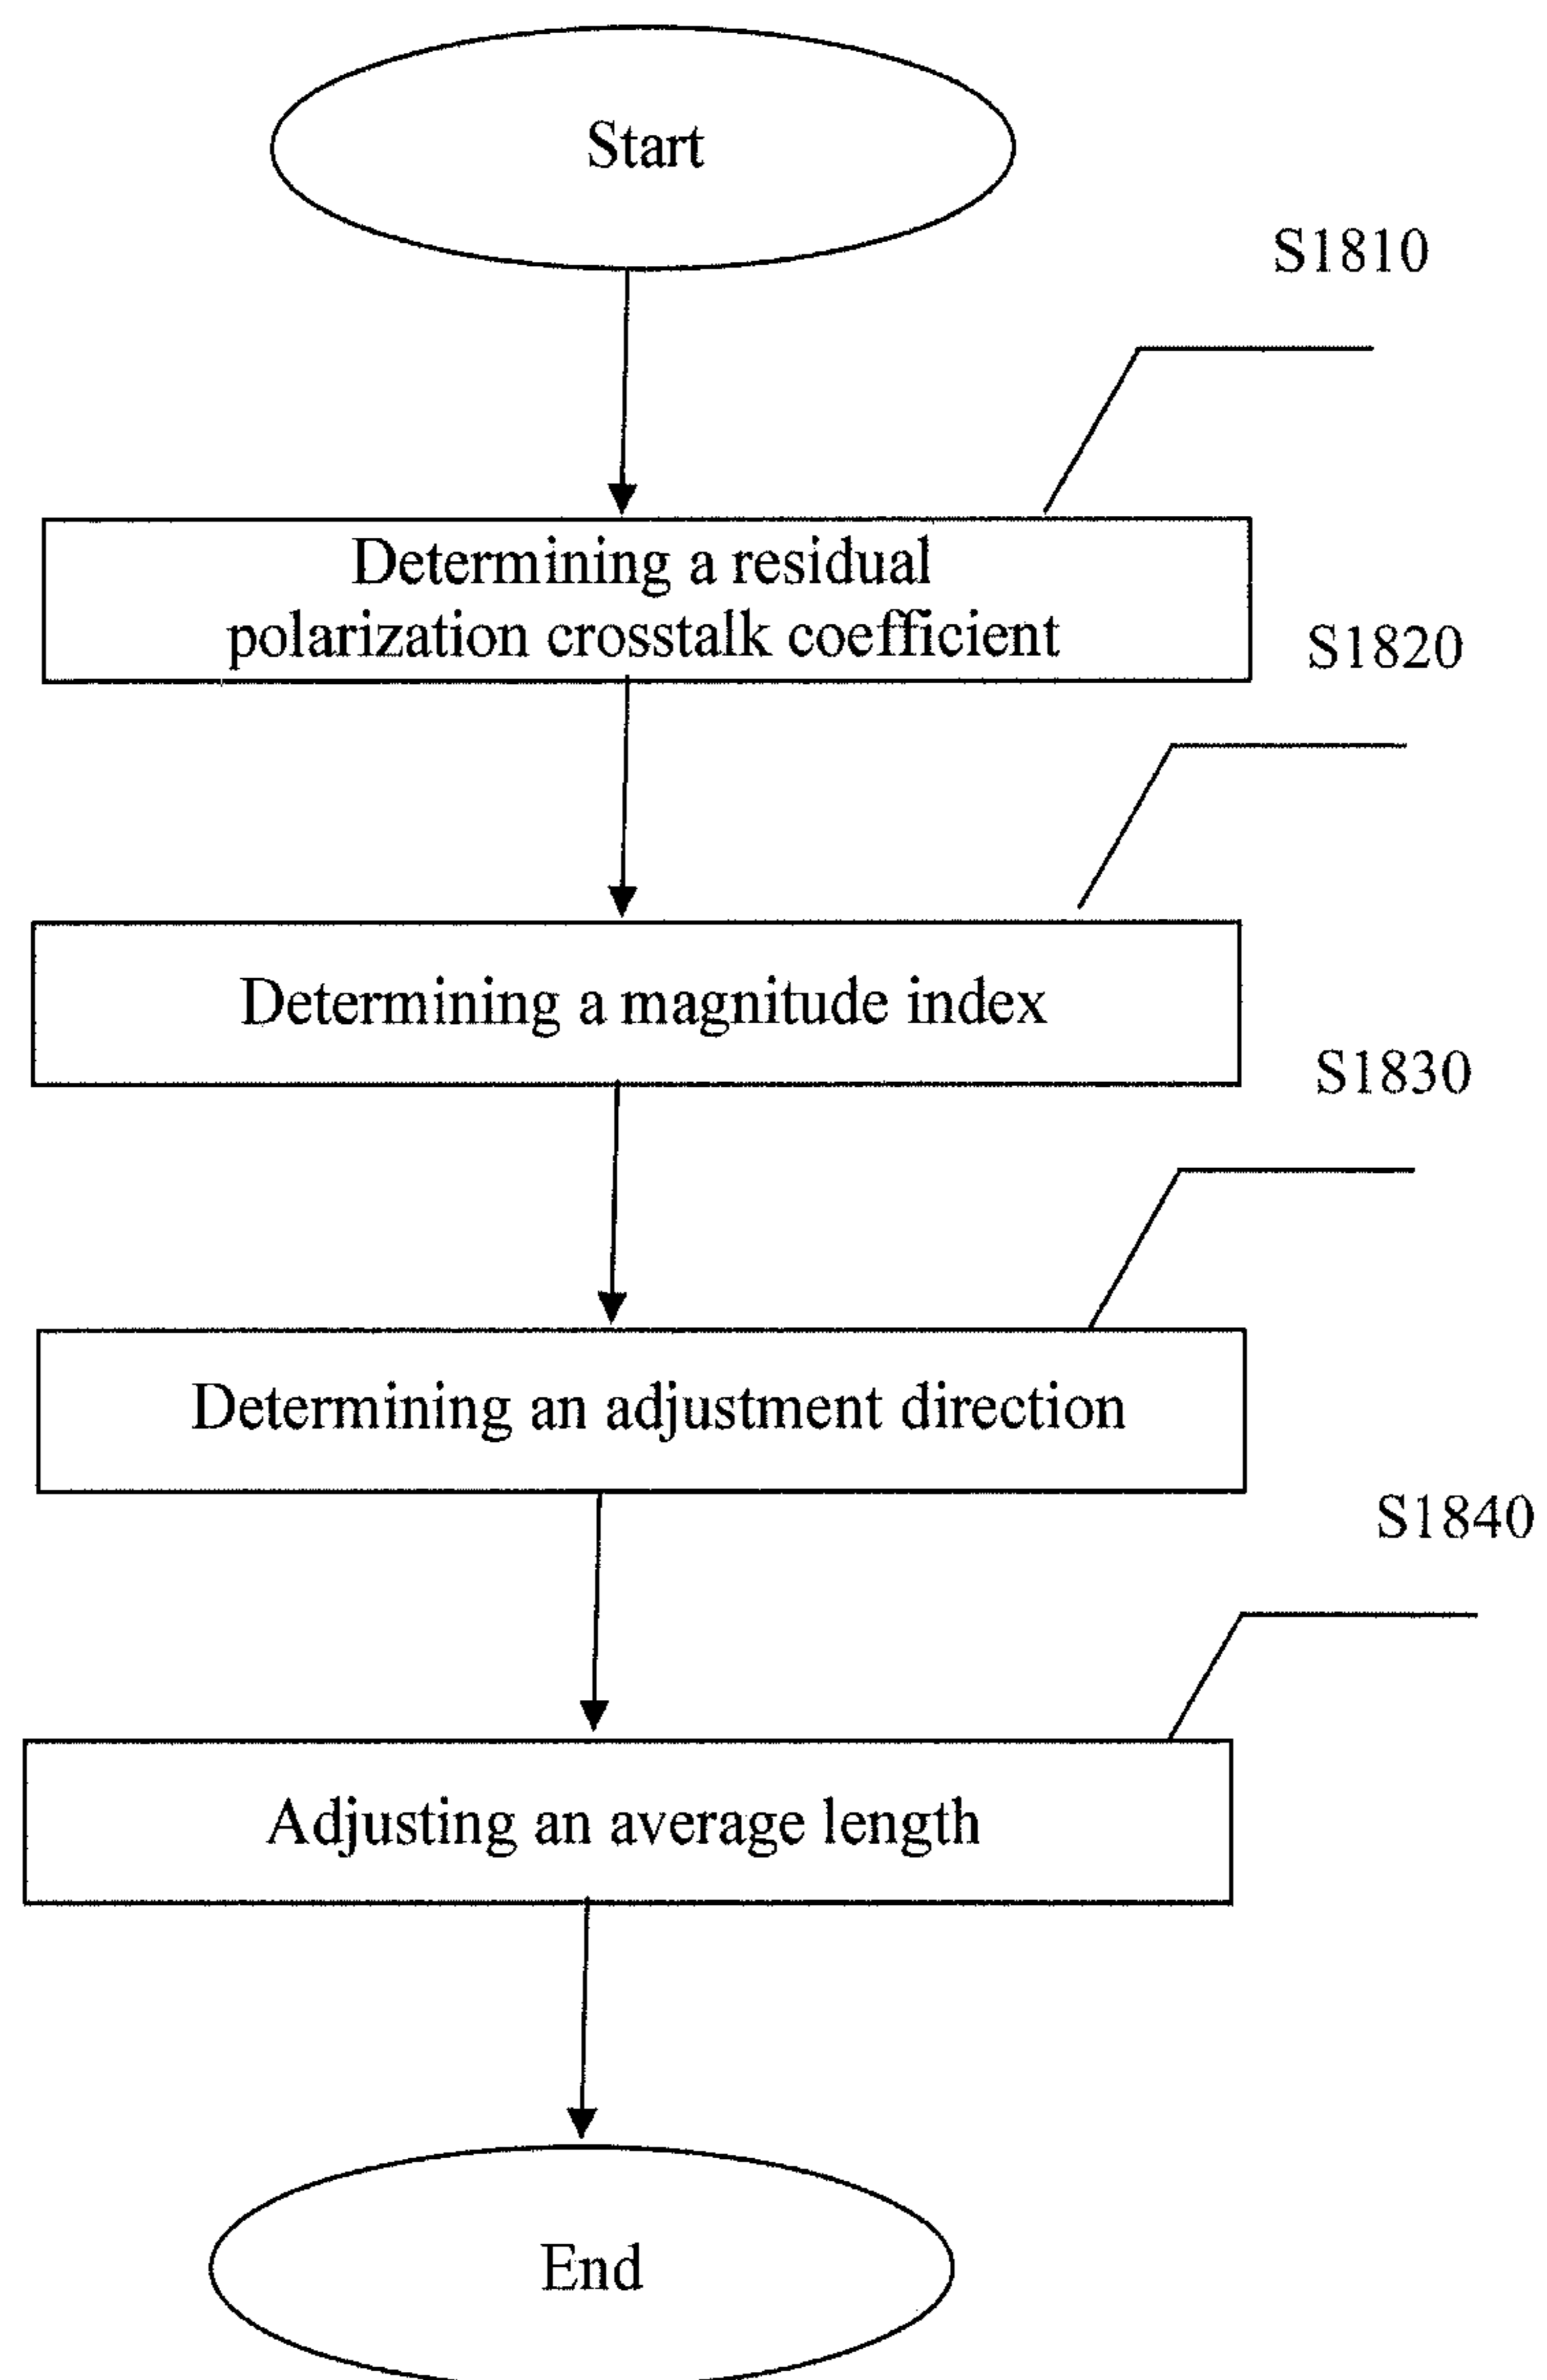 Start
S1810
Determining a residual
polarization crosstalk coefficient
S1820
Determining a magnitude index
S1830
Determining an adjustment direction
S1840
Adjusting an average length
End